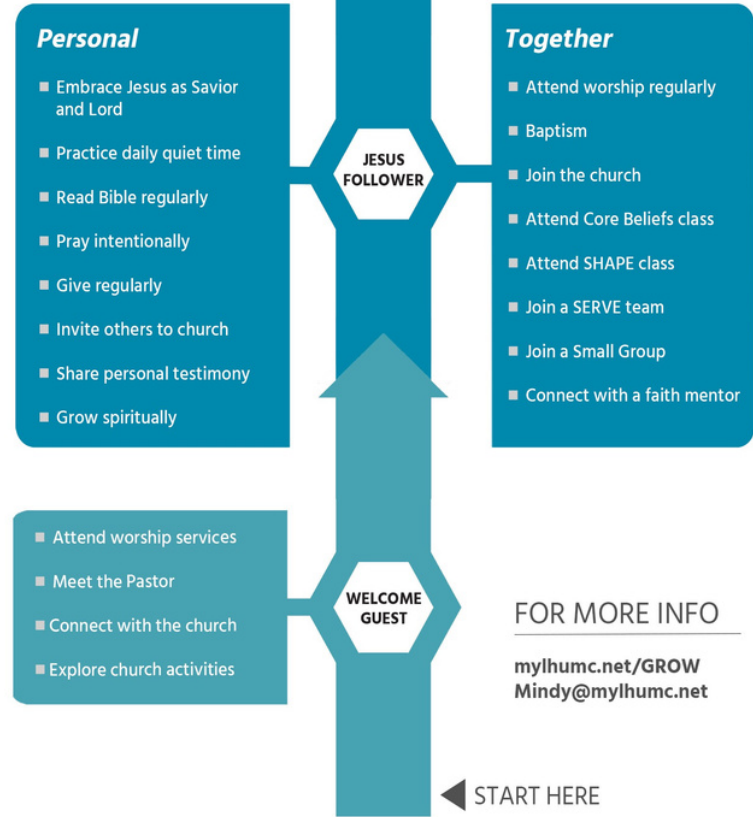 Personal
Embrace Jesus as Savior
and Lord
Practice daily quiet time
Read Bible regularly
Pray intentionally
Give regularly
Invite others to church
Share personal testimony
Grow spiritually
JESUS
FOLLOWER
Together
Attend worship regularly
Baptism
Join the church
Attend Core Beliefs class
Attend SHAPE class
Join a SERVE team
Join a Small Group
Connect with a faith mentor
Attend worship services
Meet the Pastor
Connect with the church
Explore church activities
WELCOME
GUEST
FOR MORE INFO
mylhumc.net/GROW
Mindy@mylhumc.net
START HERE